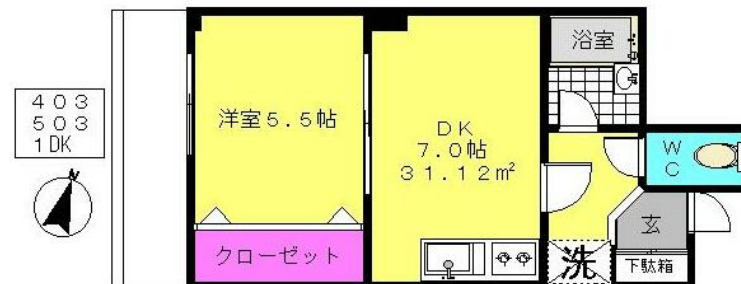 403
503
1DK
N
洋室5.5帖
クローゼット
DK
7.0帖
31.12㎡
浴室
WC
玄
洗
下駄箱